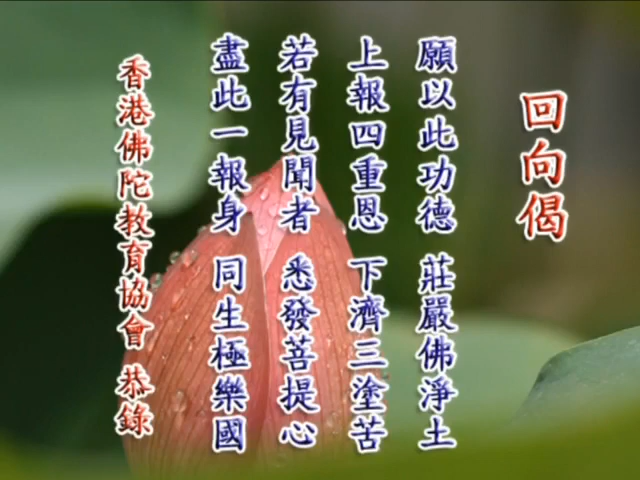 回向偈
願以此功德 莊嚴佛淨土
上報四重恩 下濟三塗苦
若有見聞者 悉發菩提心
盡此一報身 同生極樂國
香港佛陀教育協會 恭錄